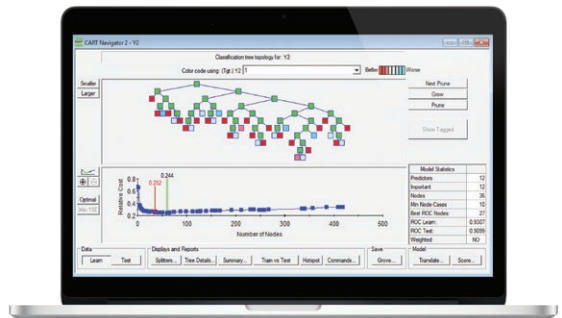 CART Navigator 2 - Y2
Classification tree topology for: Y2
Color code using: (Tgt.) Y2 1 Better Worse
Smaller
Larger
Next Prune
Grow
Prune
Show Tagged
Optimal
Relative Cost
0.8
0.6
0.4
0.2
0.252
0.244
0 100 200 300 400 500
Number of Nodes
Model Statistics
Predictors 12
Important 12
Nodes 36
Min Node Cases 10
Best ROC Nodes: 27
ROC Learn: 0.9307
ROC Test: 0.9099
Weighted NO
Data
Learn Test
Displays and Reports
Splitters... Tree Details... Summary... Train vs Test Hotspot Commands...
Save
Grove...
Model
Translate... Score...